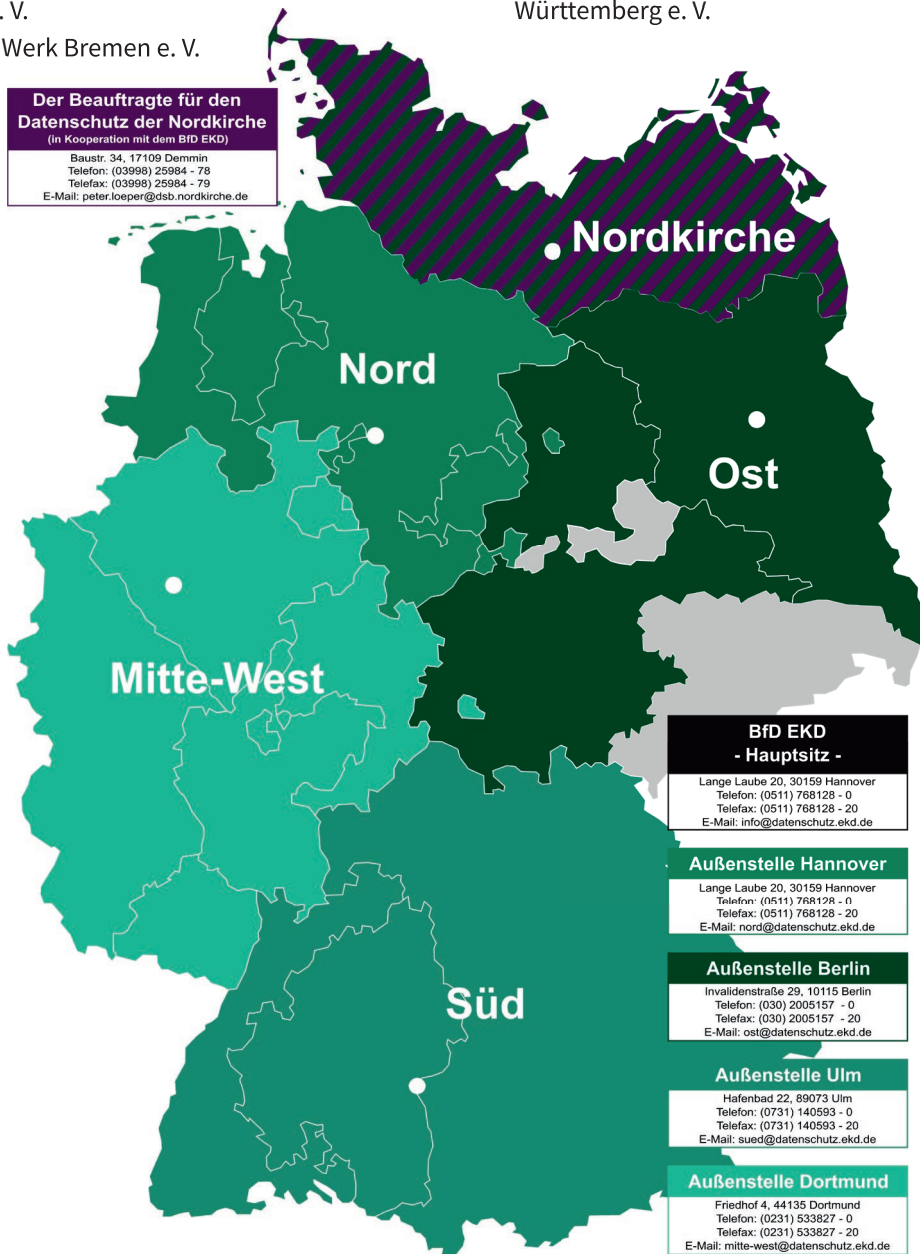 . V.
Werk Bremen e. V.
Württemberg e. V.
Der Beauftragte für den
Datenschutz der Nordkirche
(in Kooperation mit dem BfD EKD)
Baustr. 34, 17109 Demmin
Telefon: (03998) 25984 - 78
Telefax: (03998) 25984 - 79
E-Mail: peter.loeper@dsb.nordkirche.de
Nordkirche
Nord
Ost
Mitte-West
Süd
BfD EKD
- Hauptsitz -
Lange Laube 20, 30159 Hannover
Telefon: (0511) 768128 - 0
Telefax: (0511) 768128 - 20
E-Mail: info@datenschutz.ekd.de
Außenstelle Hannover
Lange Laube 20, 30159 Hannover
Telefon: (0511) 768128 - 0
Telefax: (0511) 768128 - 20
E-Mail: nord@datenschutz.ekd.de
Außenstelle Berlin
Invalidenstraße 29, 10115 Berlin
Telefon: (030) 2005157 - 0
Telefax: (030) 2005157 - 20
E-Mail: ost@datenschutz.ekd.de
Außenstelle Ulm
Hafenbad 22, 89073 Ulm
Telefon: (0731) 140593 - 0
Telefax: (0731) 140593 - 20
E-Mail: sued@datenschutz.ekd.de
Außenstelle Dortmund
Friedhof 4, 44135 Dortmund
Telefon: (0231) 533827 - 0
Telefax: (0231) 533827 - 20
E-Mail: mitte-west@datenschutz.ekd.de